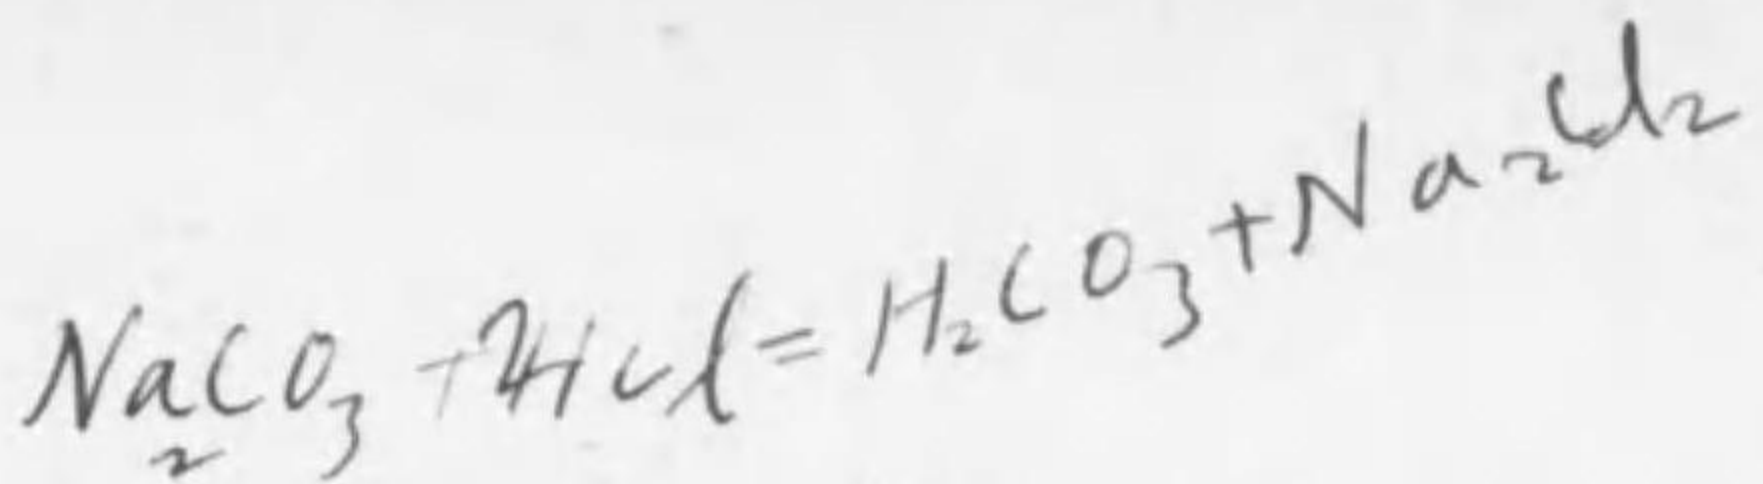 Na₂CO₃ + 2HCl = H₂CO₃ + Na₂Cl₂